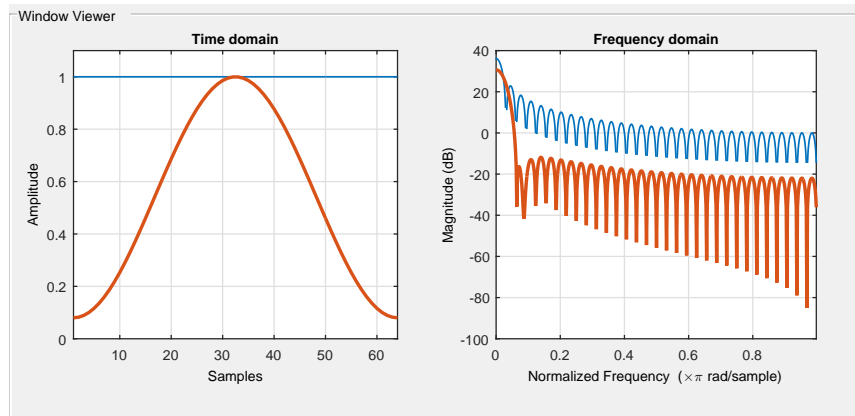 Window Viewer
Time domain
1
0.8
0.6
0.4
0.2
0
10 20 30 40 50 60
Amplitude
Samples
Frequency domain
40
20
0
-20
-40
-60
-80
-100
0 0.2 0.4 0.6 0.8
Magnitude (dB)
Normalized Frequency (×π rad/sample)